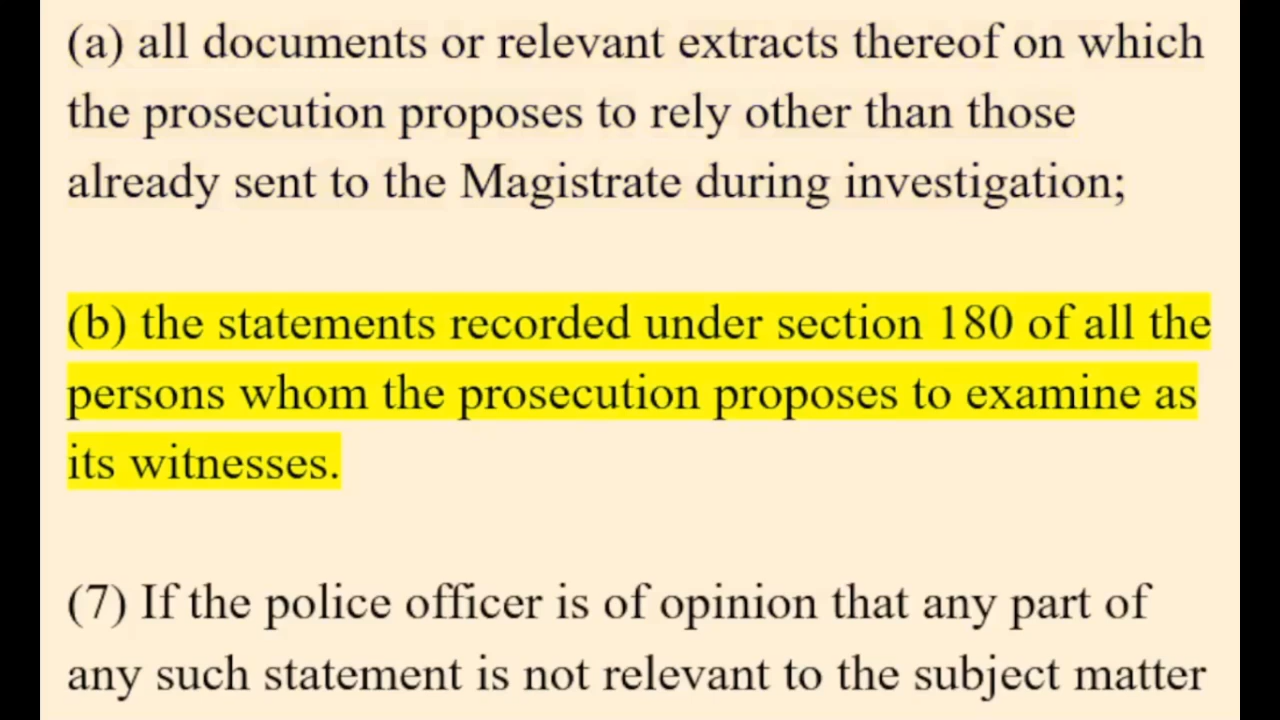 (a) all documents or relevant extracts thereof on which
the prosecution proposes to rely other than those
already sent to the Magistrate during investigation;
(b) the statements recorded under section 180 of all the
persons whom the prosecution proposes to examine as
its witnesses.
(7) If the police officer is of opinion that any part of
any such statement is not relevant to the subject matter